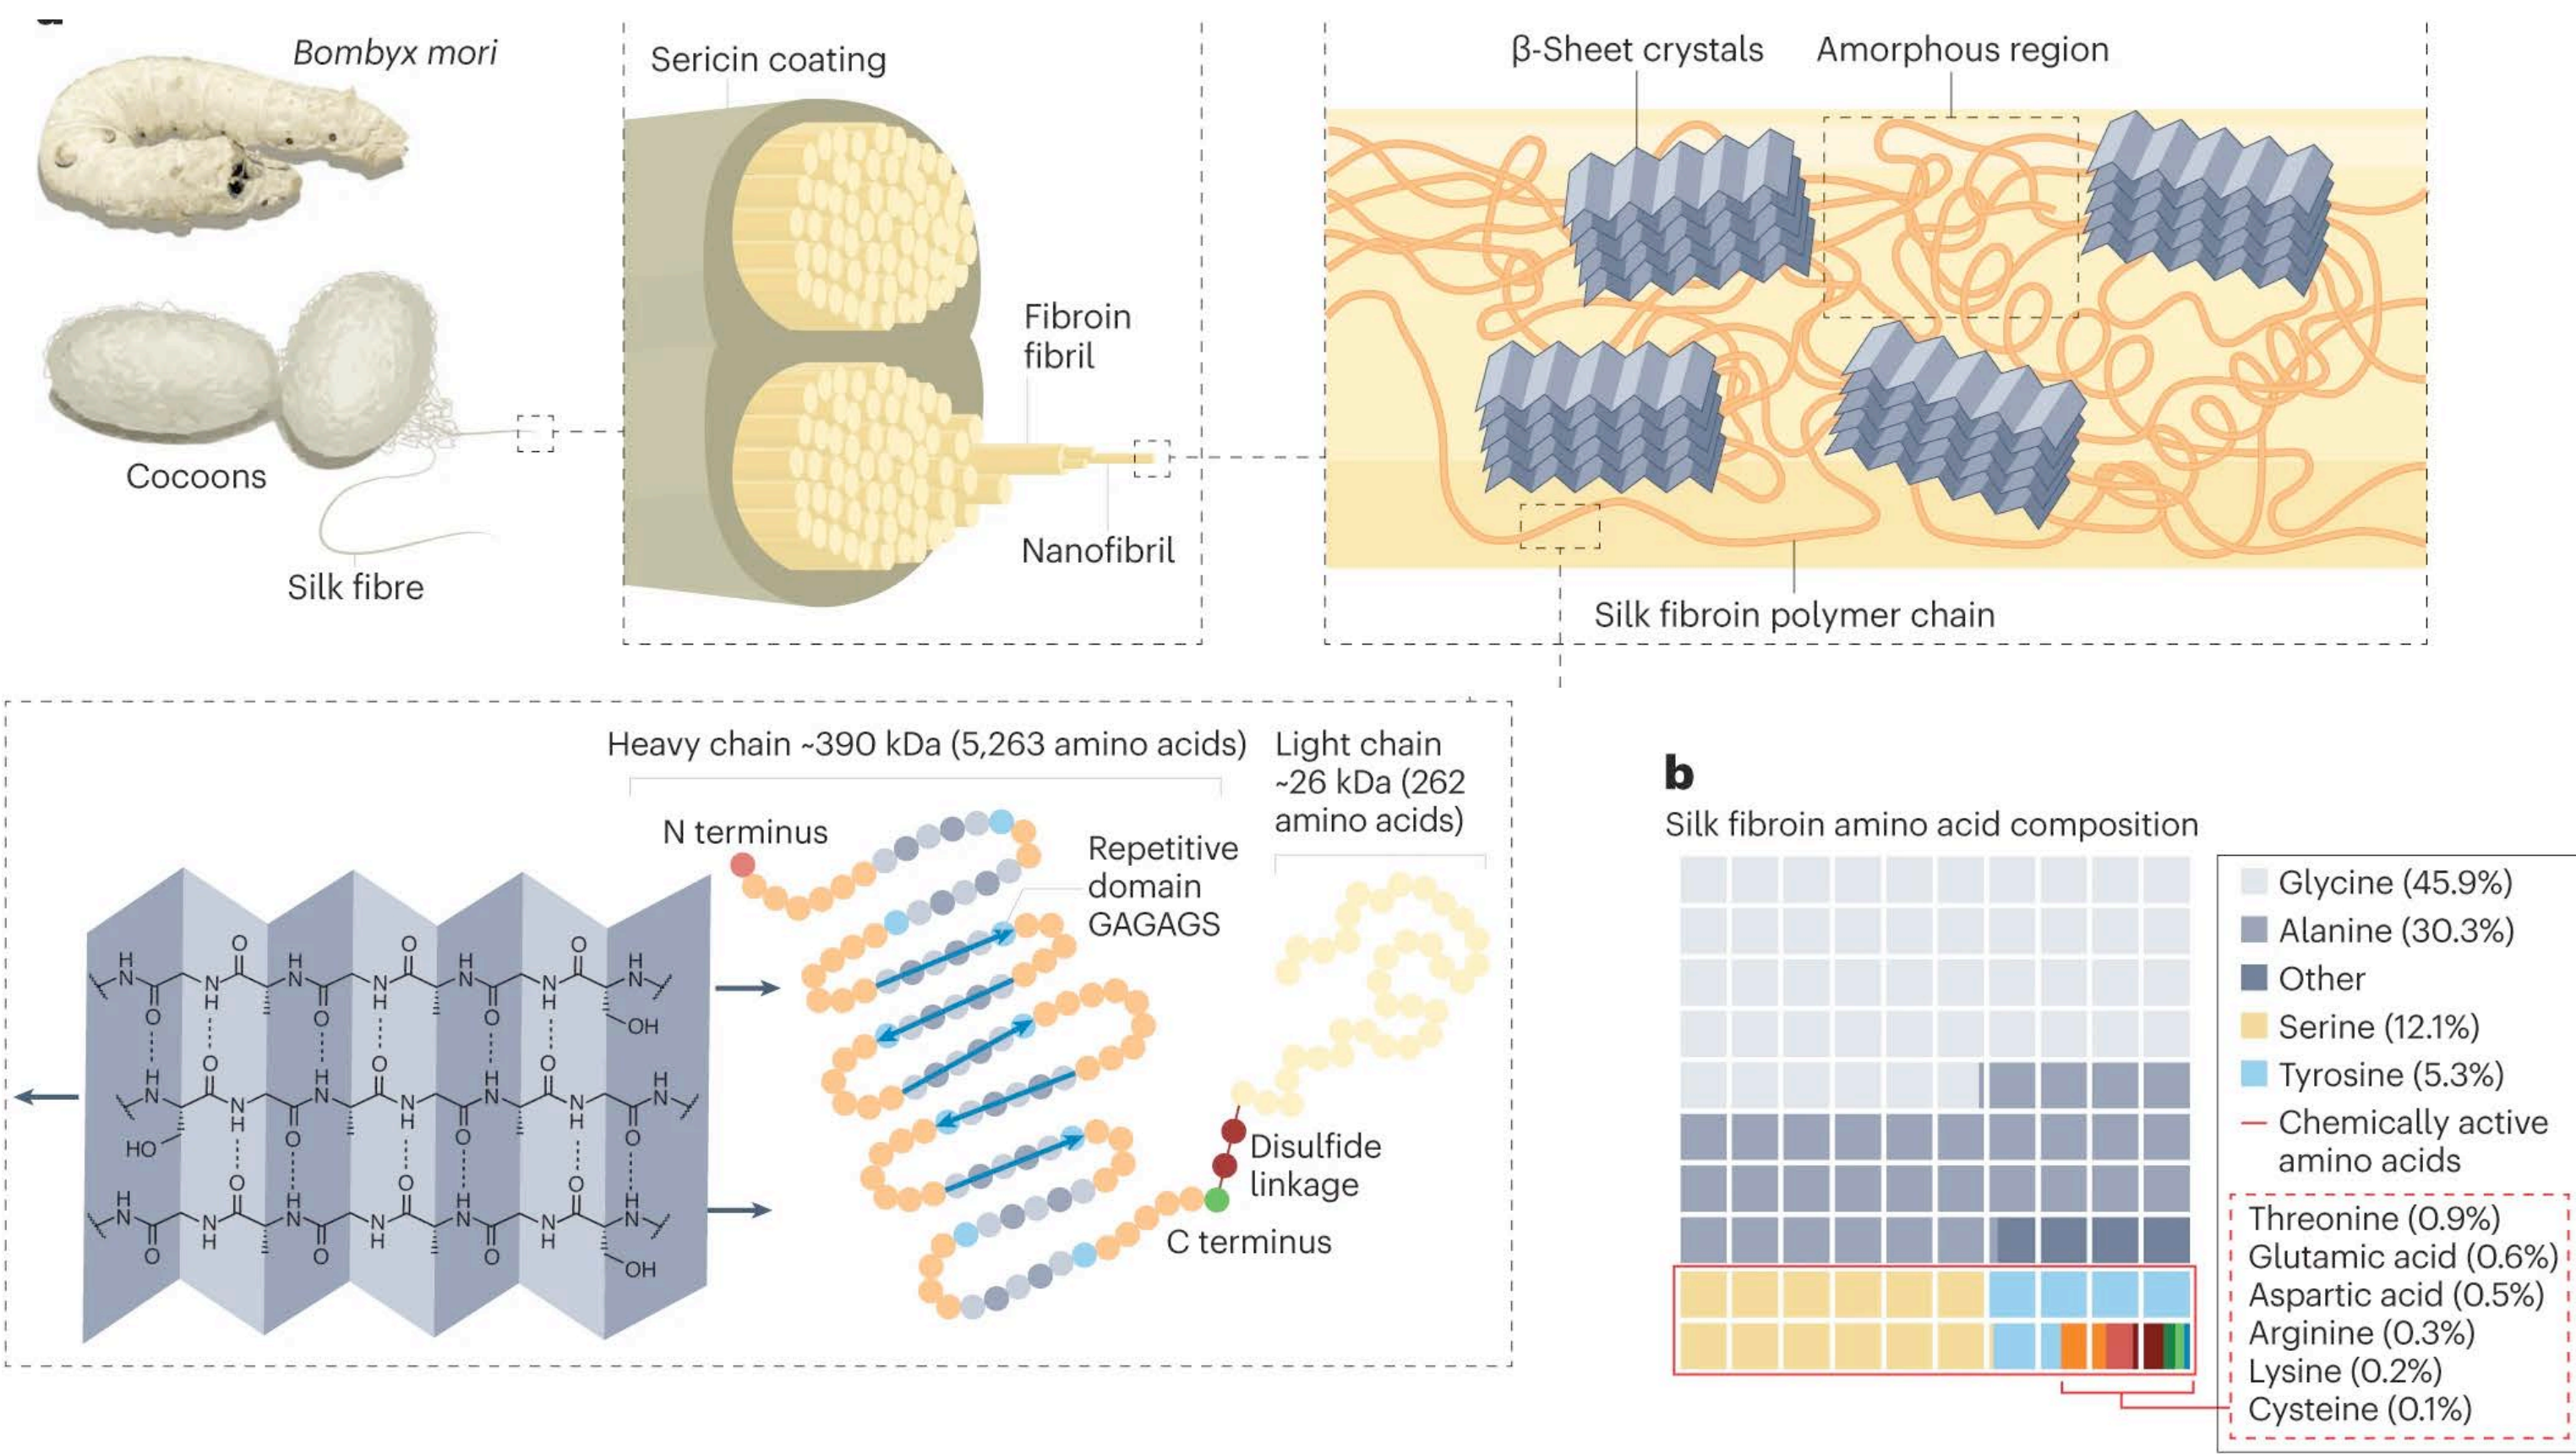 Bombyx mori
Cocoons
Silk fibre
Sericin coating
Fibroin
fibril
Nanofibril
β-Sheet crystals
Amorphous region
Silk fibroin polymer chain
Heavy chain ~390 kDa (5,263 amino acids)
Light chain
~26 kDa (262
amino acids)
N terminus
Repetitive
domain
GAGAGS
Disulfide
linkage
C terminus
H H H H
N O N O N O N
N N N
O H O H O H OH
O O O
H H H H
N N N N
HO N N N
H O H O H O
O H O H O H
H N N N N
N N N N
O H O H O H OH
b
Silk fibroin amino acid composition
Glycine (45.9%)
Alanine (30.3%)
Other
Serine (12.1%)
Tyrosine (5.3%)
Chemically active
amino acids
Threonine (0.9%)
Glutamic acid (0.6%)
Aspartic acid (0.5%)
Arginine (0.3%)
Lysine (0.2%)
Cysteine (0.1%)